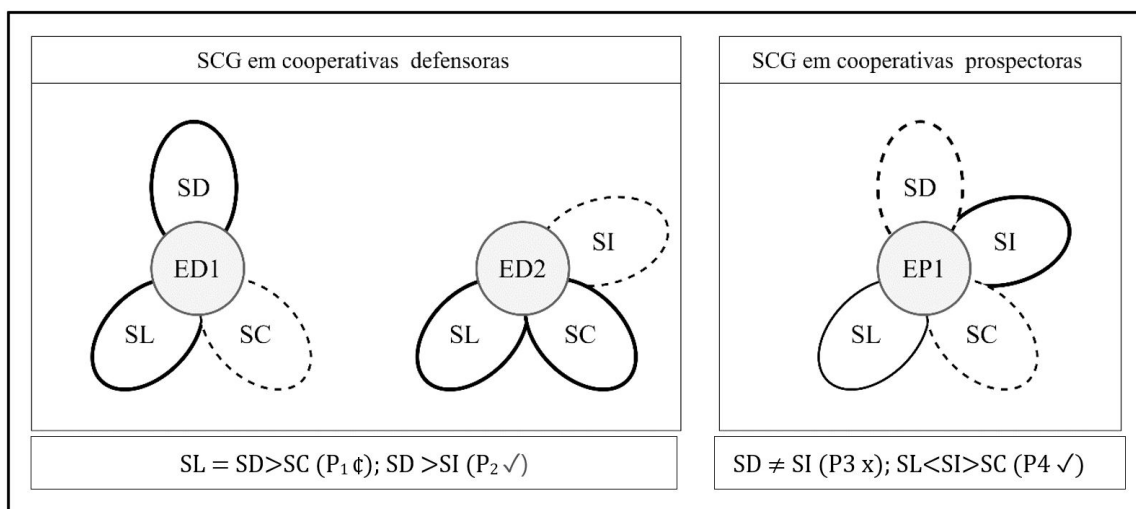 SCG em cooperativas defensoras
SD
SI
ED1
ED2
SL
SC
SL
SC
SL = SD>SC (P₁ ₵); SD >SI (P₂ ✓)
SCG em cooperativas prospectoras
SD
SI
EP1
SL
SC
SD ≠ SI (P3 x); SL<SI>SC (P4 ✓)